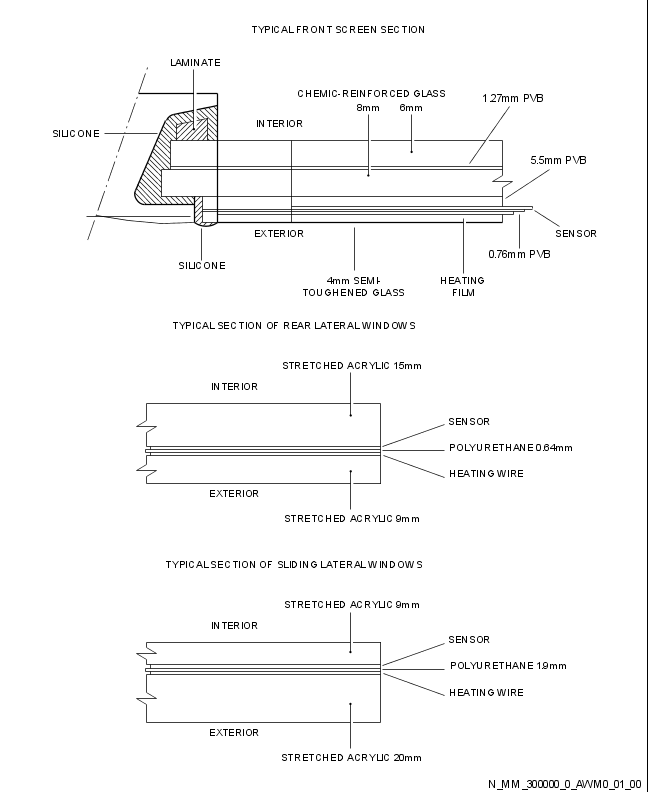 TYPICAL FRONT SCREEN SECTION
LAMINATE
CHEMIC-REINFORCED GLASS
8mm 6mm
1.27mm PVB
INTERIOR
SILICONE
5.5mm PVB
EXTERIOR
SENSOR
0.76mm PVB
SILICONE
4mm SEMI-
TOUGHENED GLASS
HEATING
FILM
TYPICAL SECTION OF REAR LATERAL WINDOWS
STRETCHED ACRYLIC 15mm
INTERIOR
SENSOR
POLYURETHANE 0.64mm
HEATING WIRE
EXTERIOR
STRETCHED ACRYLIC 9mm
TYPICAL SECTION OF SLIDING LATERAL WINDOWS
STRETCHED ACRYLIC 9mm
INTERIOR
SENSOR
POLYURETHANE 1.9mm
HEATING WIRE
EXTERIOR
STRETCHED ACRYLIC 20mm
N_MM_300000_0_AVM0_01_00